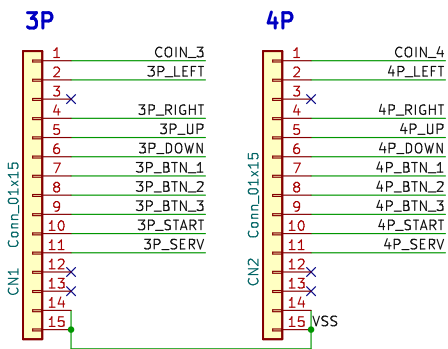 3P
1 COIN_3
2 3P_LEFT
3
4 3P_RIGHT
5 3P_UP
6 3P_DOWN
7 3P_BTN_1
8 3P_BTN_2
9 3P_BTN_3
10 3P_START
11 3P_SERV
12
13
14
15
CN1 Conn_01x15
4P
1 COIN_4
2 4P_LEFT
3
4 4P_RIGHT
5 4P_UP
6 4P_DOWN
7 4P_BTN_1
8 4P_BTN_2
9 4P_BTN_3
10 4P_START
11 4P_SERV
12
13
14
15 VSS
CN2 Conn_01x15